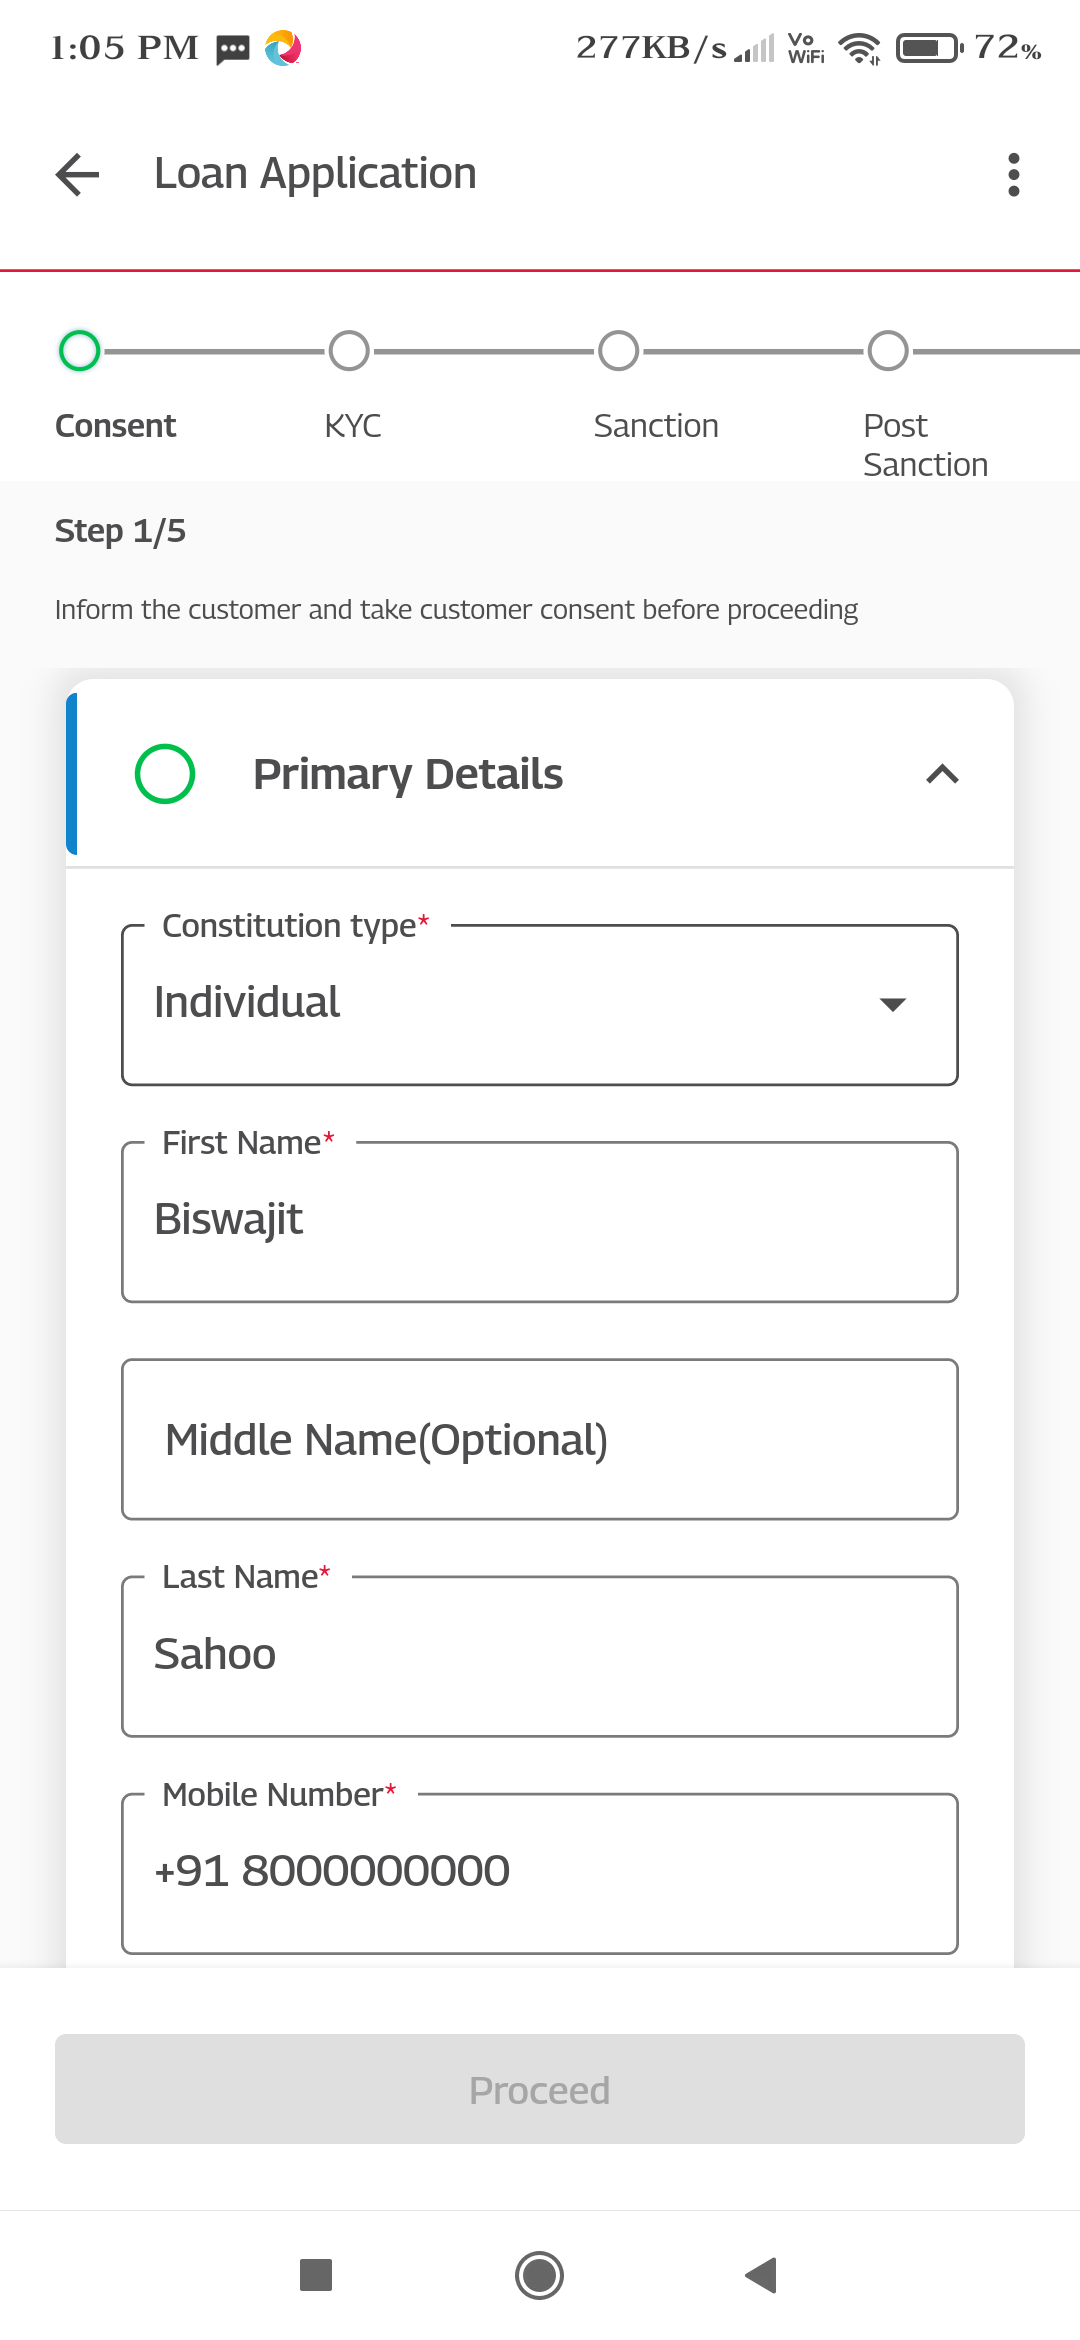 1:05 PM 277KB/s Vo WiFi 72%
Loan Application
Consent KYC Sanction Post Sanction
Step 1/5
Inform the customer and take customer consent before proceeding
Primary Details
Constitution type*
Individual
First Name*
Biswajit
Middle Name(Optional)
Last Name*
Sahoo
Mobile Number*
+91 8000000000
Proceed